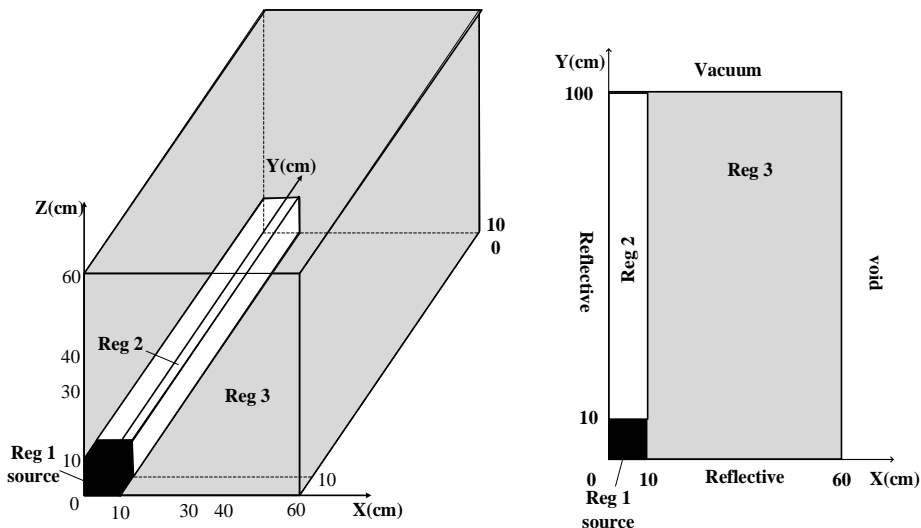 Z(cm)
Y(cm)
60
40
30
10
0
Reg 2
Reg 3
Reg 1
source
10
0
10
10
30
40
60
X(cm)
Y(cm)
Vacuum
100
Reg 3
Reflective
Reg 2
void
10
0
10
Reflective
60
X(cm)
Reg 1
source